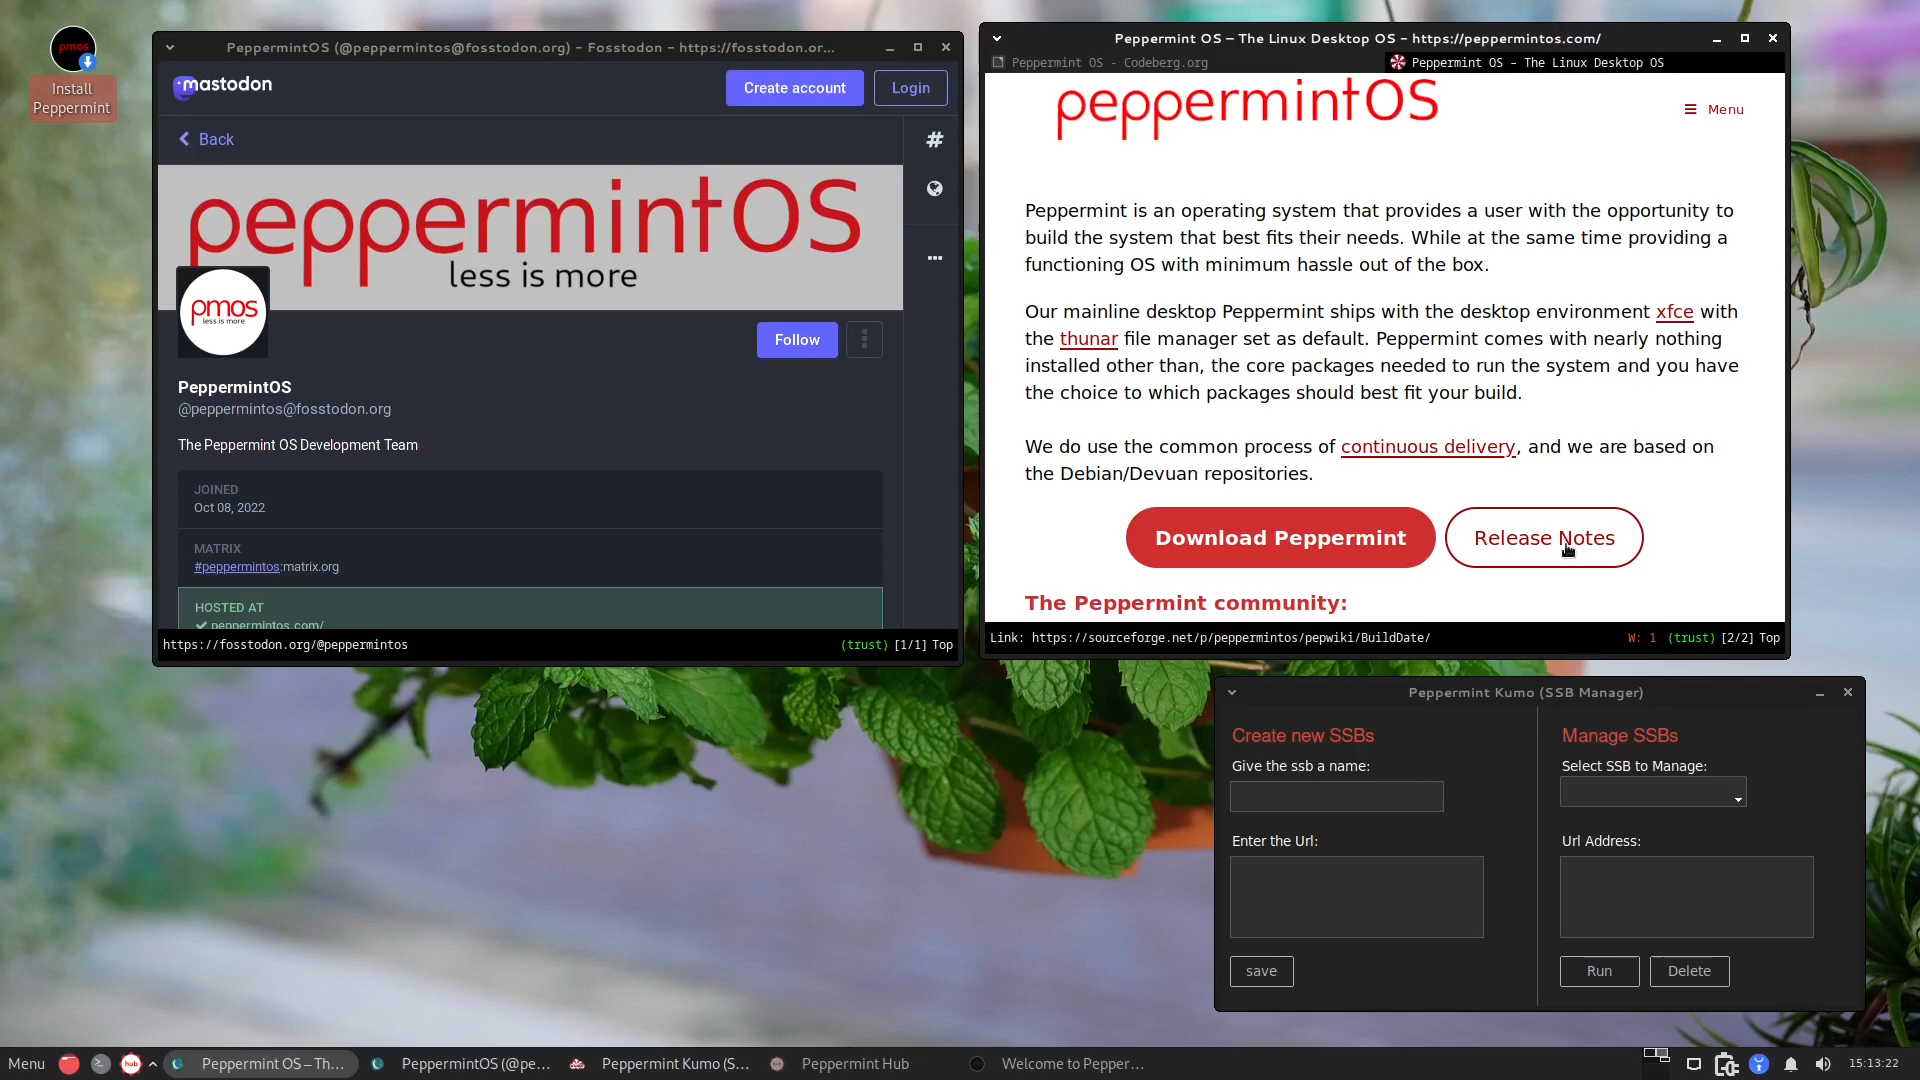 pmos
Install
Peppermint
PeppermintOS (@peppermintos@fosstodon.org) - Fosstodon - https://fosstodon.or...
mastodon
Create account
Login
Back
#
peppermintOS
less is more
pmos
less is more
Follow
PeppermintOS
@peppermintos@fosstodon.org
The Peppermint OS Development Team
JOINED
Oct 08, 2022
MATRIX
#peppermintos:matrix.org
HOSTED AT
✔ peppermintos.com/
https://fosstodon.org/@peppermintos
(trust) [1/1] Top
Peppermint OS – The Linux Desktop OS - https://peppermintos.com/
Peppermint OS - Codeberg.org
Peppermint OS - The Linux Desktop OS
peppermintOS
Menu
Peppermint is an operating system that provides a user with the opportunity to
build the system that best fits their needs. While at the same time providing a
functioning OS with minimum hassle out of the box.
Our mainline desktop Peppermint ships with the desktop environment xfce with
the thunar file manager set as default. Peppermint comes with nearly nothing
installed other than, the core packages needed to run the system and you have
the choice to which packages should best fit your build.
We do use the common process of continuous delivery, and we are based on
the Debian/Devuan repositories.
Download Peppermint
Release Notes
The Peppermint community:
Link: https://sourceforge.net/p/peppermintos/pepwiki/BuildDate/
W: 1 (trust) [2/2] Top
Peppermint Kumo (SSB Manager)
Create new SSBs
Give the ssb a name:
Enter the Url:
save
Manage SSBs
Select SSB to Manage:
Url Address:
Run
Delete
Menu
hub
Peppermint OS – Th...
PeppermintOS (@pe...
Peppermint Kumo (S...
Peppermint Hub
Welcome to Pepper...
15:13:22